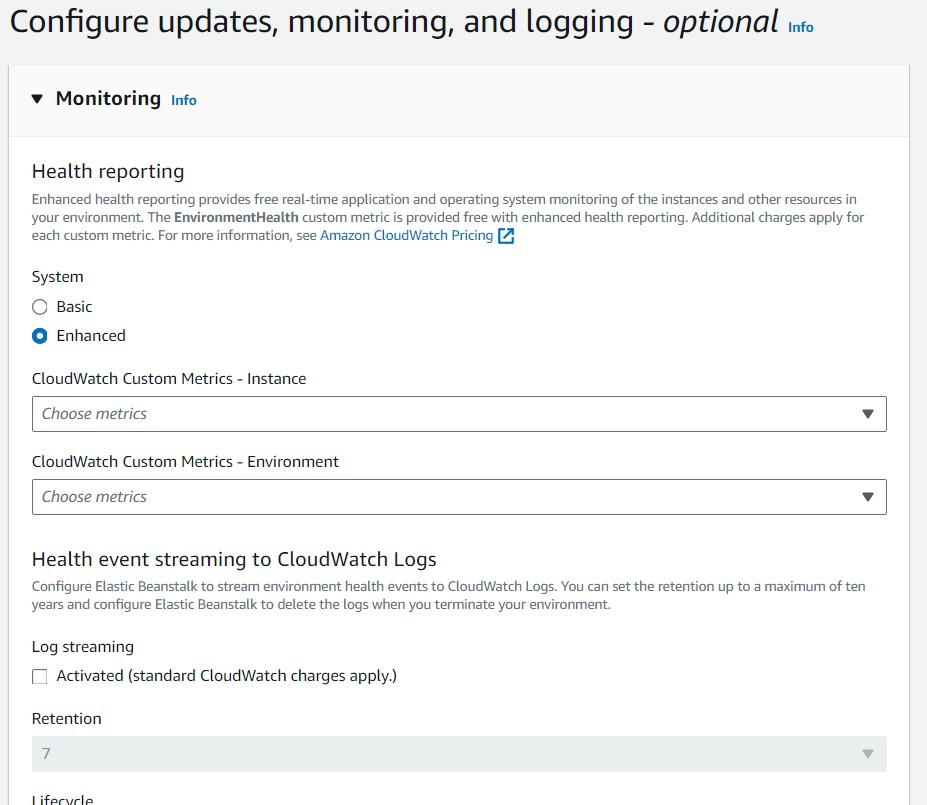 Configure updates, monitoring, and logging - optional Info
Monitoring Info
Health reporting
Enhanced health reporting provides free real-time application and operating system monitoring of the instances and other resources in
your environment. The EnvironmentHealth custom metric is provided free with enhanced health reporting. Additional charges apply for
each custom metric. For more information, see Amazon CloudWatch Pricing
System
Basic
Enhanced
CloudWatch Custom Metrics - Instance
Choose metrics
CloudWatch Custom Metrics - Environment
Choose metrics
Health event streaming to CloudWatch Logs
Configure Elastic Beanstalk to stream environment health events to CloudWatch Logs. You can set the retention up to a maximum of ten
years and configure Elastic Beanstalk to delete the logs when you terminate your environment.
Log streaming
Activated (standard CloudWatch charges apply.)
Retention
7
Lifecycle